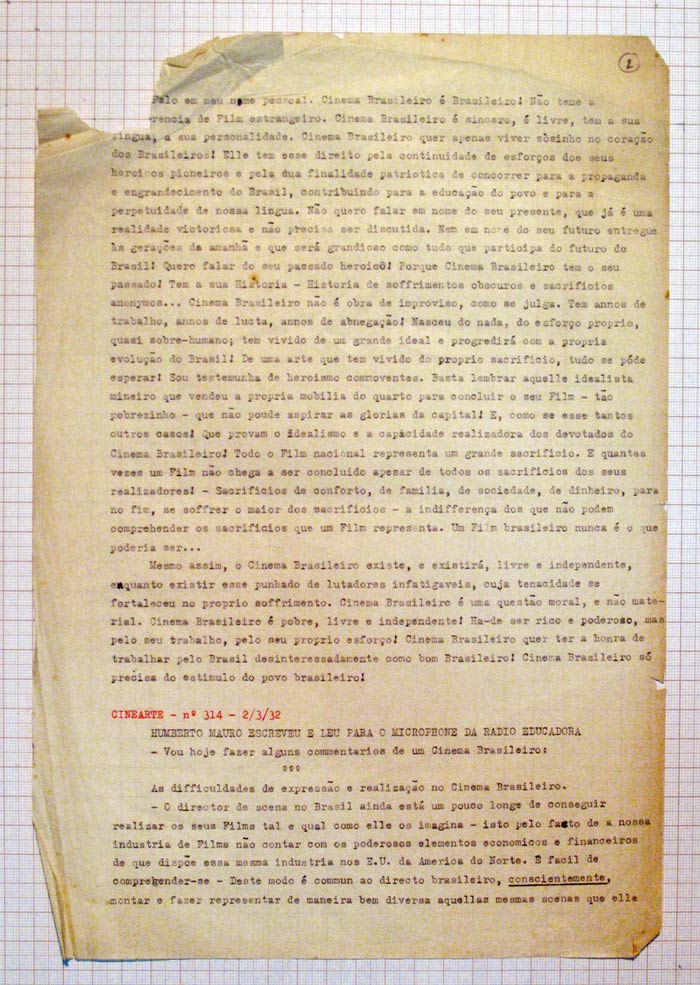 2
Falo em meu nome pessoal. Cinema Brasileiro é Brasileiro! Não teme a
rencia de Film estrangeiro. Cinema Brasileiro é sincero, é livre, tem a sua
lingua, a sua personalidade. Cinema Brasileiro quer apenas viver sòsinho no coração
dos Brasileiros! Elle tem esse direito pela continuidade de esforços dos seus
heroicos pioneiros e pela dua finalidade patriotica de concorrer para a propaganda
e engrandecimento do Brasil, contribuindo para a educação do povo e para a
perpetuidade de nossa lingua. Não quero falar em nome do seu presente, que já é uma
realidade victoriosa e não precisa ser discutida. Nem em nome do seu futuro entregue
às gerações da amanhã e que será grandioso como tudo que participa do futuro do
Brasil! Quero falar do seu passado heroico! Porque Cinema Brasileiro tem o seu
passado! Tem a sua Historia - Historia de soffrimentos obscuros e sacrificios
anonymos... Cinema Brasileiro não é obra de improviso, como se julga. Tem annos de
trabalho, annos de lucta, annos de abnegação! Nasceu do nada, do esforço proprio,
quasi sobre-humano; tem vivido de um grande ideal e progredirá com a propria
evolução do Brasil! De uma arte que tem vivido do proprio sacrificio, tudo se póde
esperar! Sou testemunha de heroismo commoventes. Basta lembrar aquelle idealista
mineiro que vendeu a propria mobilia do quarto para concluir o seu Film - tão
pobrezinho - que não poude aspirar as glorias da capital! E, como se esse tantos
outros casos! Que provam o idealismo e a capacidade realizadora dos devotados do
Cinema Brasileiro! Todo o Film nacional representa um grande sacrificio. E quantas
vezes um Film não chega a ser concluido apesar de todos os sacrificios dos seus
realizadores! - Sacrificios de conforto, de familia, de sociedade, de dinheiro, para
no fim, se soffrer o maior dos sacrificios - a indifferença dos que não podem
comprehender os sacrificios que um Film representa. Um Film brasileiro nunca é o que
poderia ser...
Mesmo assim, o Cinema Brasileiro existe, e existirá, livre e independente,
enquanto existir esse punhado de lutadores infatigaveis, cuja tenacidade se
fortaleceu no proprio soffrimento. Cinema Brasileiro é uma questão moral, e não mate-
rial. Cinema Brasileiro é pobre, livre e independente! Ha-de ser rico e poderoso, mas
pelo seu trabalho, pelo seu proprio esforço! Cinema Brasileiro quer ter a honra de
trabalhar pelo Brasil desinteressadamente como bom Brasileiro! Cinema Brasileiro só
precisa do estimulo do povo brasileiro!
CINEARTE - nº 314 - 2/3/32
HUMBERTO MAURO ESCREVEU E LEU PARA O MICROPHONE DA RADIO EDUCADORA
- Vou hoje fazer alguns commentarios de um Cinema Brasileiro:
ººº
As difficuldades de expressão e realização no Cinema Brasileiro.
- O director de scena no Brasil ainda está um pouco longe de conseguir
realizar os seus Films tal e qual como elle os imagina - isto pelo facto de a nossa
industria de Films não contar com os poderosos elementos economicos e financeiros
de que dispõe essa mesma industria nos E.U. da America do Norte. É facil de
comprehender-se - Deste modo é commun ao directo brasileiro, conscientemente,
montar e fazer representar de maneira bem diversa aquellas mesmas scenas que elle